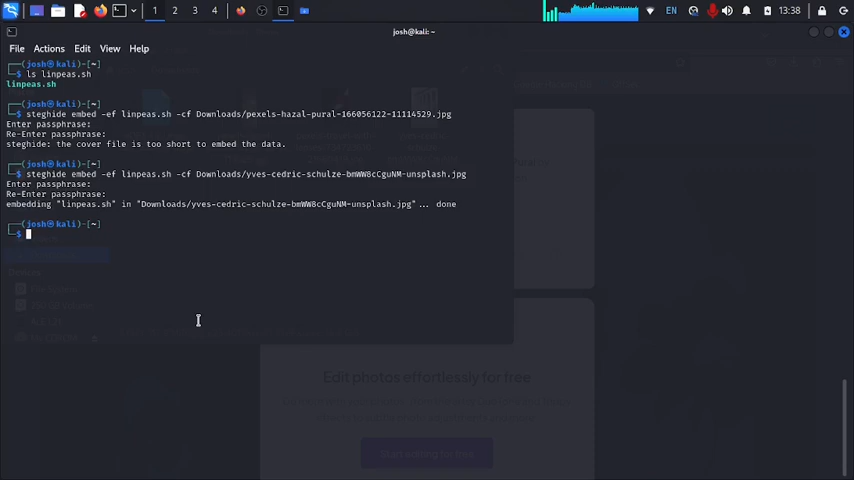 1 2 3 4
EN
13:38
josh@kali: ~
File Actions Edit View Help
(josh㉿kali)-[~]
$ ls linpeas.sh
linpeas.sh
(josh㉿kali)-[~]
$ steghide embed -ef linpeas.sh -cf Downloads/pexels-hazal-pural-166056122-11114529.jpg
Enter passphrase:
Re-Enter passphrase:
steghide: the cover file is too short to embed the data.
(josh㉿kali)-[~]
$ steghide embed -ef linpeas.sh -cf Downloads/yves-cedric-schulze-bmWW8cCguNM-unsplash.jpg
Enter passphrase:
Re-Enter passphrase:
embedding "linpeas.sh" in "Downloads/yves-cedric-schulze-bmWW8cCguNM-unsplash.jpg"... done
(josh㉿kali)-[~]
$
Edit photos effortlessly for free
Start editing for free